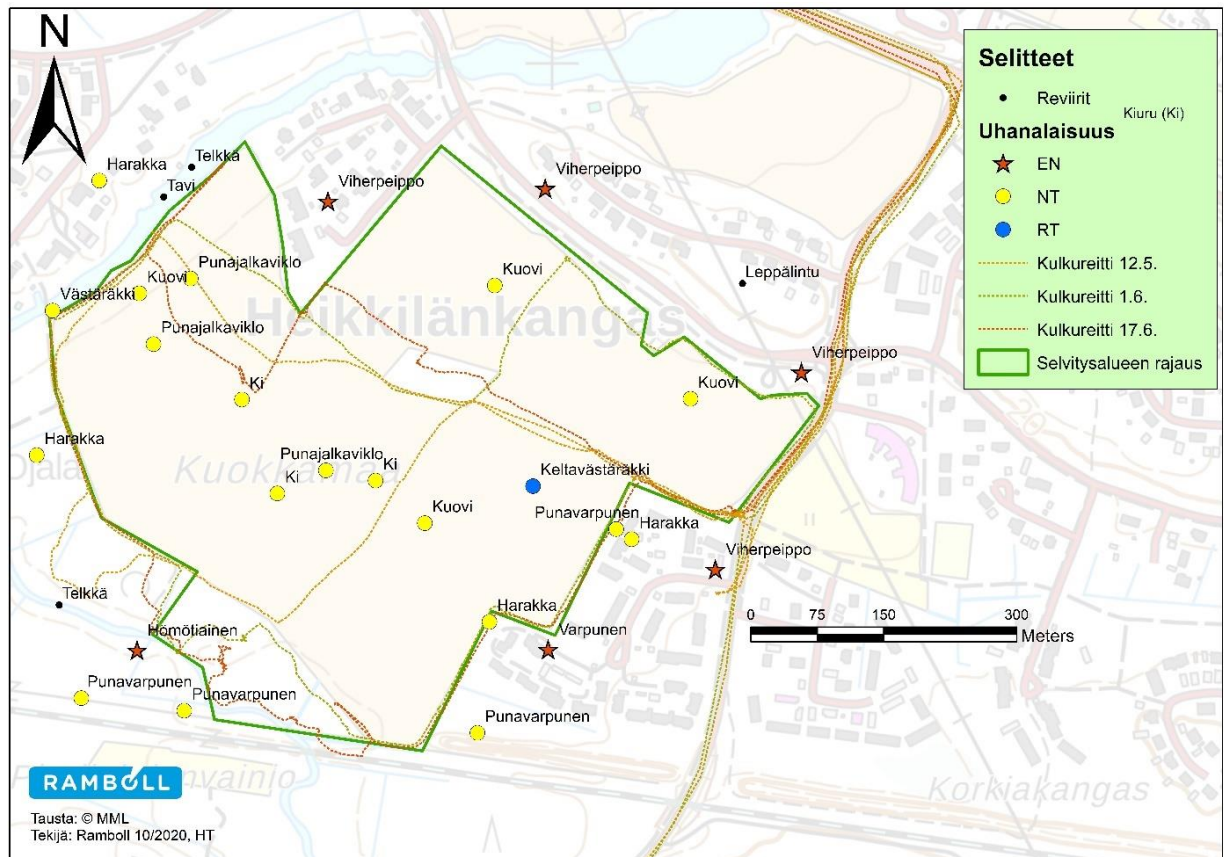 N
Harakka
Telkkä
Tavi
Viherpeippo
Viherpeippo
Västäräkki
Kuovi
Punajalkaviklo
Punajalkaviklo
Kuovi
Leppälintu
Heikkilänkangas
Viherpeippo
Ki
Kuovi
Harakka
Kuokkamaa
Punajalkaviklo
Ki
Ki
Keltavästäräkki
Kuovi
Punavarpunen
Harakka
Viherpeippo
Telkkä
Hömötiainen
Harakka
Varpunen
Punavarpunen
Punavarpunen
Punavarpunen
Korkiakangas
Selitteet
Reviirit
Kiuru (Ki)
Uhanalaisuus
EN
NT
RT
Kulkureitti 12.5.
Kulkureitti 1.6.
Kulkureitti 17.6.
Selvitysalueen rajaus
0 75 150 300
Meters
RAMBOLL
Tausta: © MML
Tekijä: Ramboll 10/2020, HT